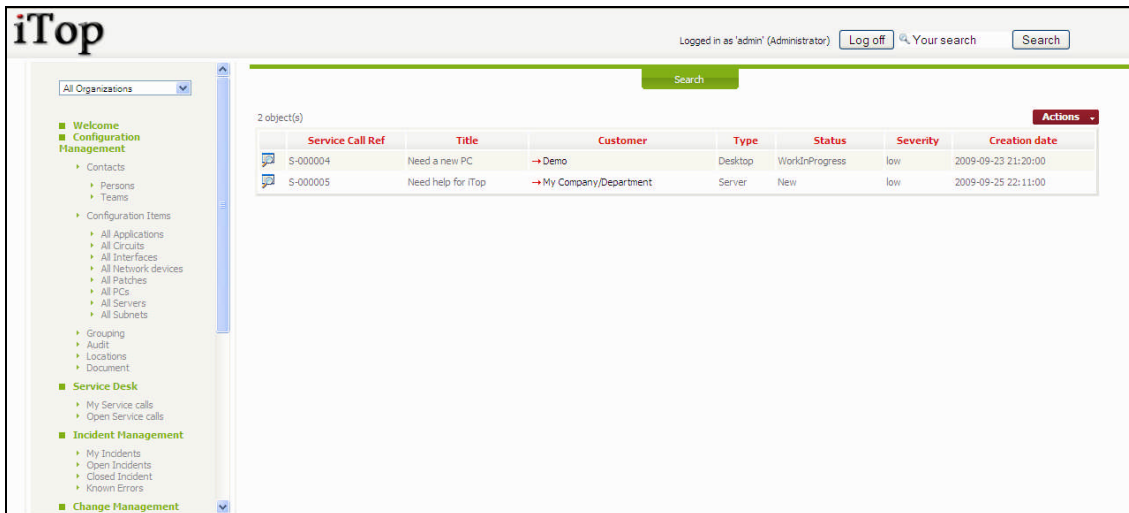 iTop
Logged in as 'admin' (Administrator) Log off Your search Search
All Organizations
Search
Welcome
Configuration
Management
Contacts
Persons
Teams
Configuration Items
All Applications
All Circuits
All Interfaces
All Network devices
All Patches
All PCs
All Servers
All Subnets
Grouping
Audit
Locations
Document
Service Desk
My Service calls
Open Service calls
Incident Management
My Incidents
Open Incidents
Closed Incident
Known Errors
Change Management
2 object(s) Actions
Service Call Ref Title Customer Type Status Severity Creation date
S-000004 Need a new PC →Demo Desktop WorkInProgress low 2009-09-23 21:20:00
S-000005 Need help for iTop →My Company/Department Server New low 2009-09-25 22:11:00